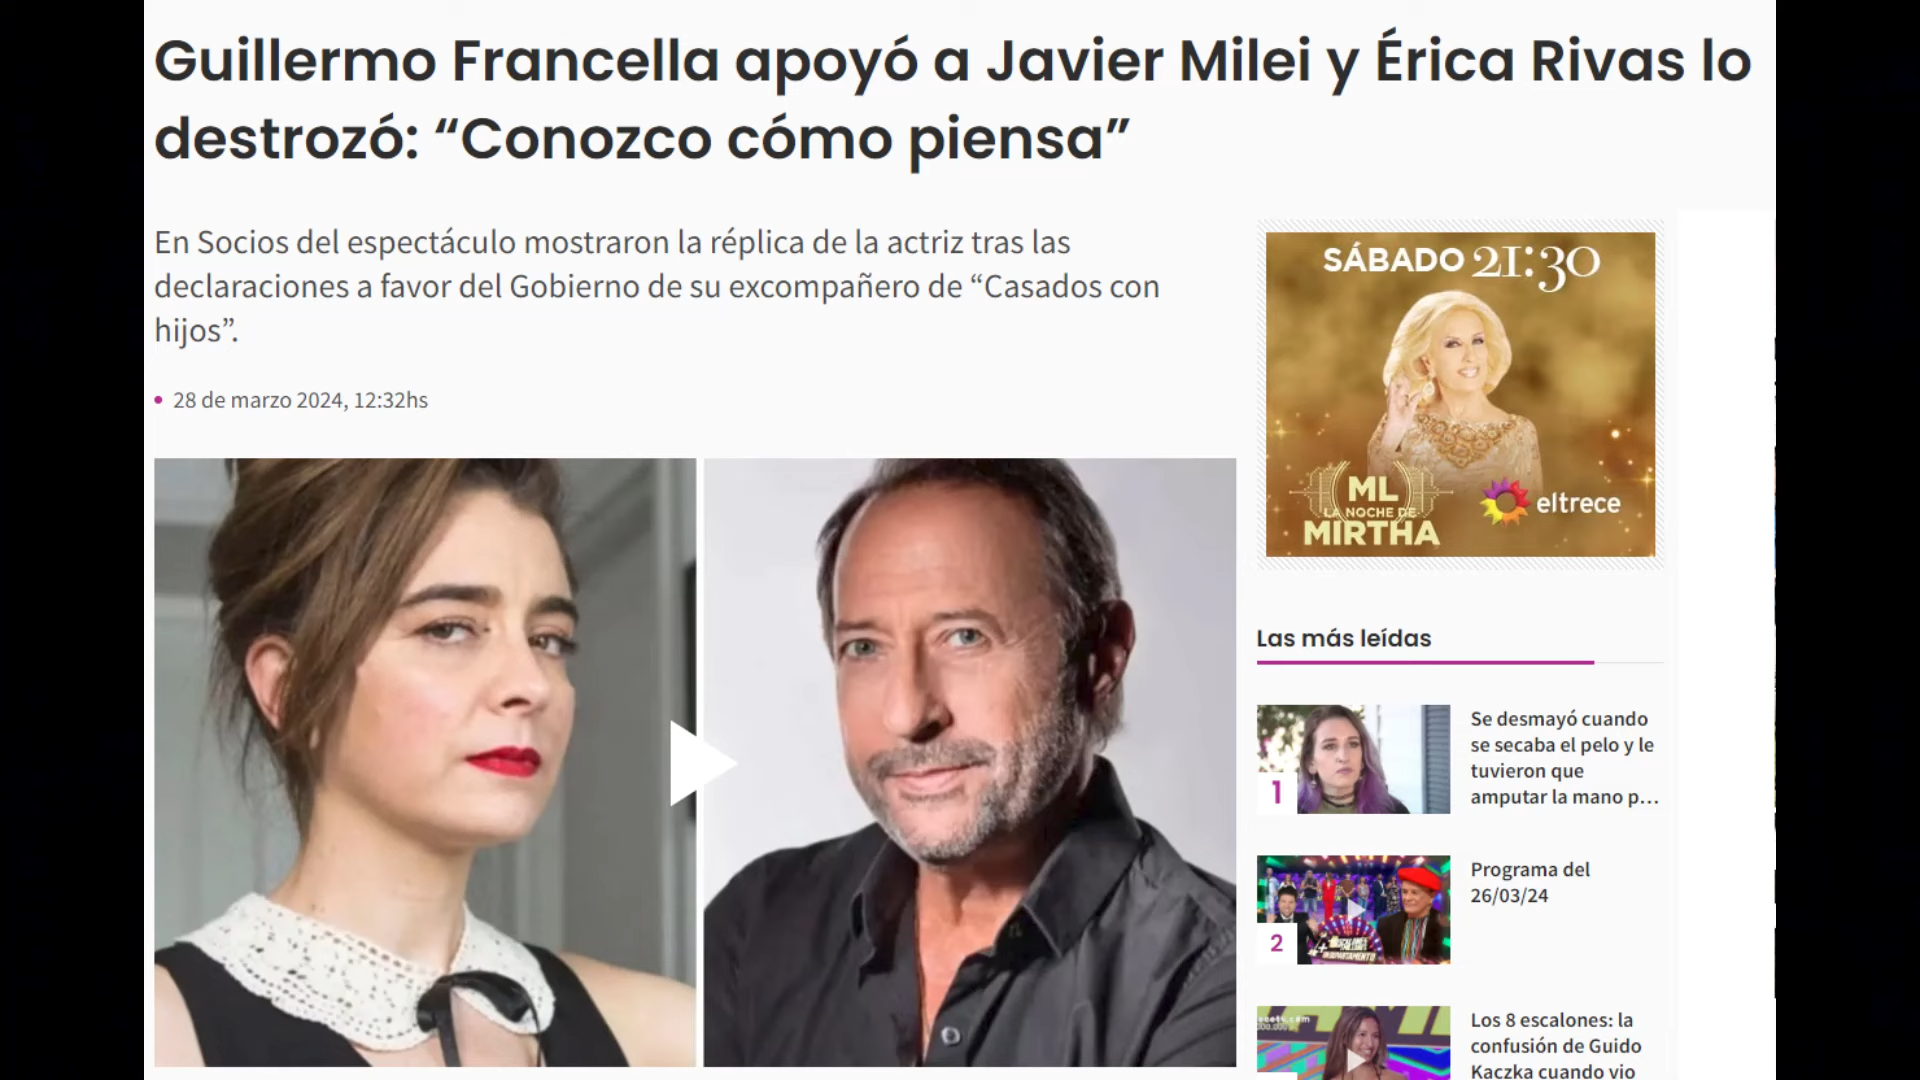 Guillermo Francella apoyó a Javier Milei y Érica Rivas lo
destrozó: “Conozco cómo piensa”
En Socios del espectáculo mostraron la réplica de la actriz tras las
declaraciones a favor del Gobierno de su excompañero de “Casados con
hijos”.
28 de marzo 2024, 12:32hs
SÁBADO 21:30
ML
LA NOCHE DE
MIRTHA
eltrece
Las más leídas
1
Se desmayó cuando
se secaba el pelo y le
tuvieron que
amputar la mano p...
2
Programa del
26/03/24
Los 8 escalones: la
confusión de Guido
Kaczka cuando vio